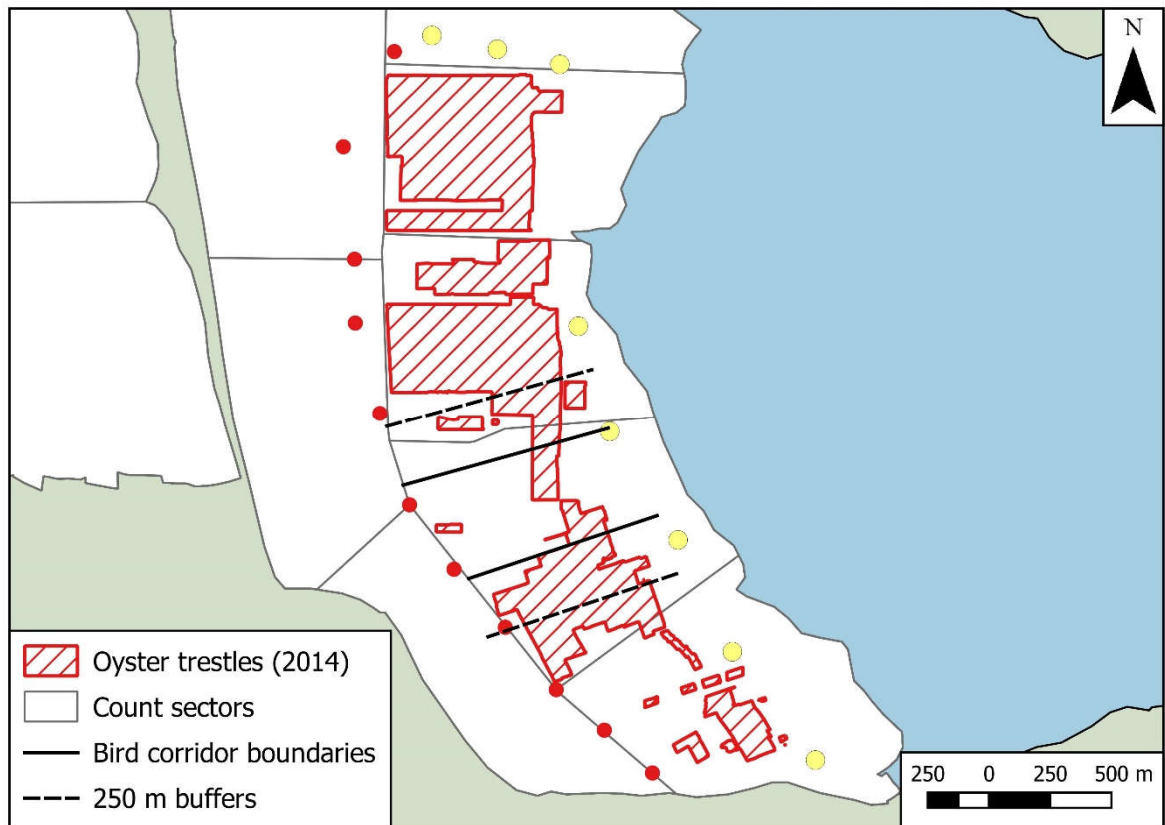 N
Oyster trestles (2014)
Count sectors
Bird corridor boundaries
250 m buffers
250 0 250 500 m